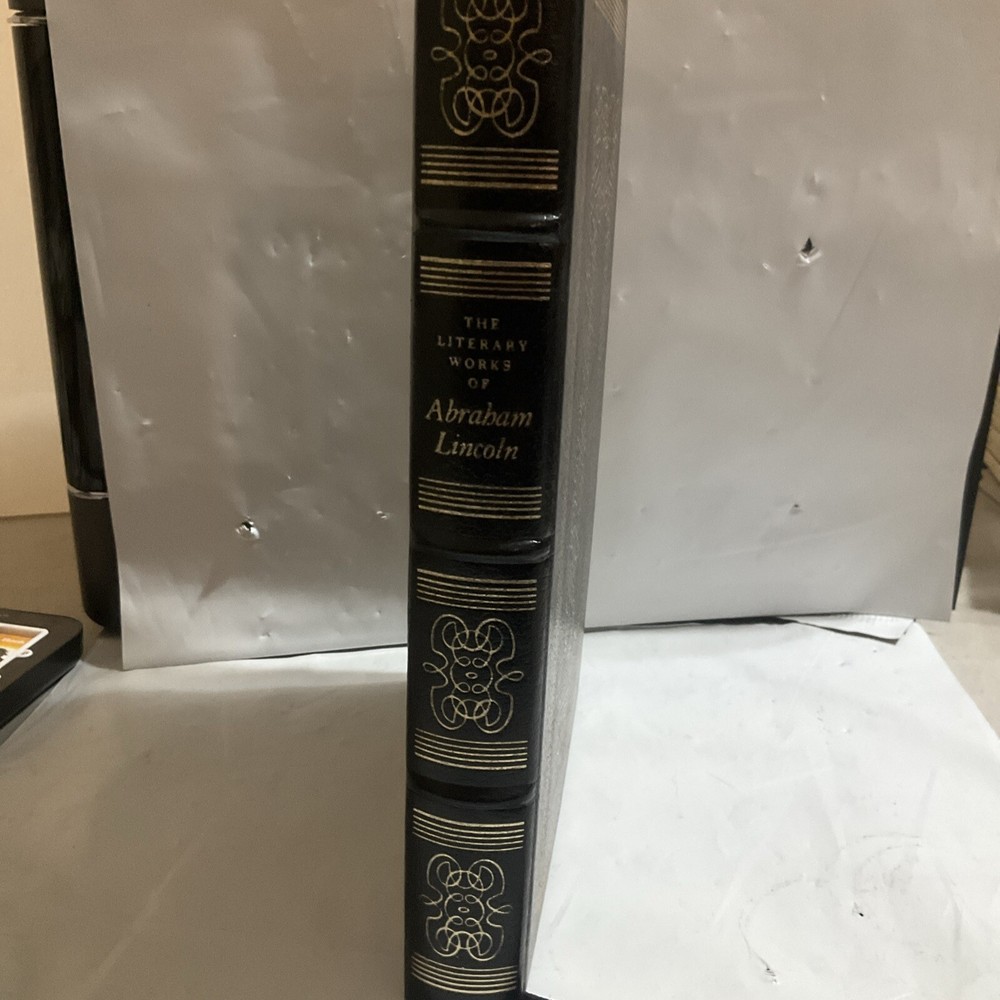 THE
LITERARY
WORKS
OF
Abraham
Lincoln